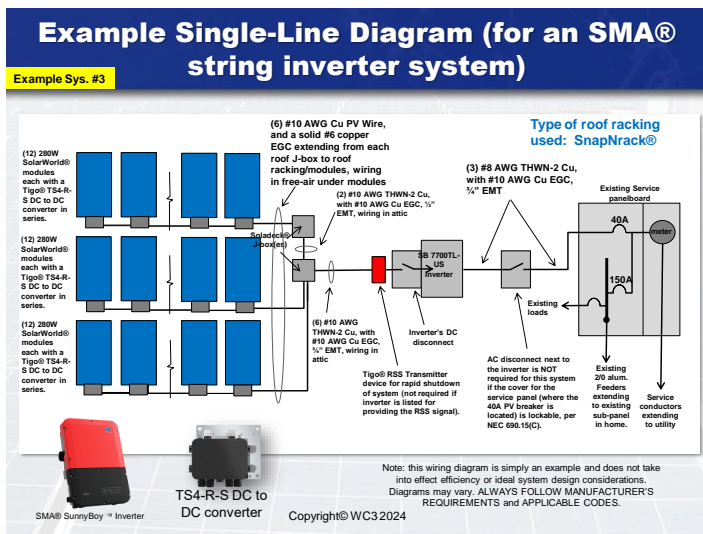 Example Single-Line Diagram (for an SMA®
string inverter system)
Example Sys. #3
(6) #10 AWG Cu PV Wire,
and a solid #6 copper
EGC extending from each
roof J-box to roof
racking/modules, wiring
in free-air under modules
Type of roof racking
used: SnapNrack®
(12) 280W
SolarWorld®
modules
each with a
Tigo® TS4-R-
S DC to DC
converter in
series.
(2) #10 AWG THWN-2 Cu,
with #10 AWG Cu EGC, ½"
EMT, wiring in attic
(3) #8 AWG THWN-2 Cu,
with #10 AWG Cu EGC,
¾" EMT
Existing Service
panelboard
40A
meter
Soladeck®
J-box(es)
(12) 280W
SolarWorld®
modules
each with a
Tigo® TS4-R-
S DC to DC
converter in
series.
SB 7700TL-
US
Inverter
150A
Existing
loads
(12) 280W
SolarWorld®
modules
each with a
Tigo® TS4-R-
S DC to DC
converter in
series.
(6) #10 AWG
THWN-2 Cu, with
#10 AWG Cu EGC,
¾" EMT, wiring in
attic
Inverter's DC
disconnect
Tigo® RSS Transmitter
device for rapid shutdown
of system (not required if
inverter is listed for
providing the RSS signal).
AC disconnect next to
the inverter is NOT
required for this system
if the cover for the
service panel (where the
40A PV breaker is
located) is lockable, per
NEC 690.15(C).
Existing
2/0 alum.
Feeders
extending
to existing
sub-panel
in home.
Service
conductors
extending
to utility
SMA® SunnyBoy ™ Inverter
TS4-R-S DC to
DC converter
Copyright© WC3 2024
Note: this wiring diagram is simply an example and does not take
into effect efficiency or ideal system design considerations.
Diagrams may vary. ALWAYS FOLLOW MANUFACTURER'S
REQUIREMENTS and APPLICABLE CODES.